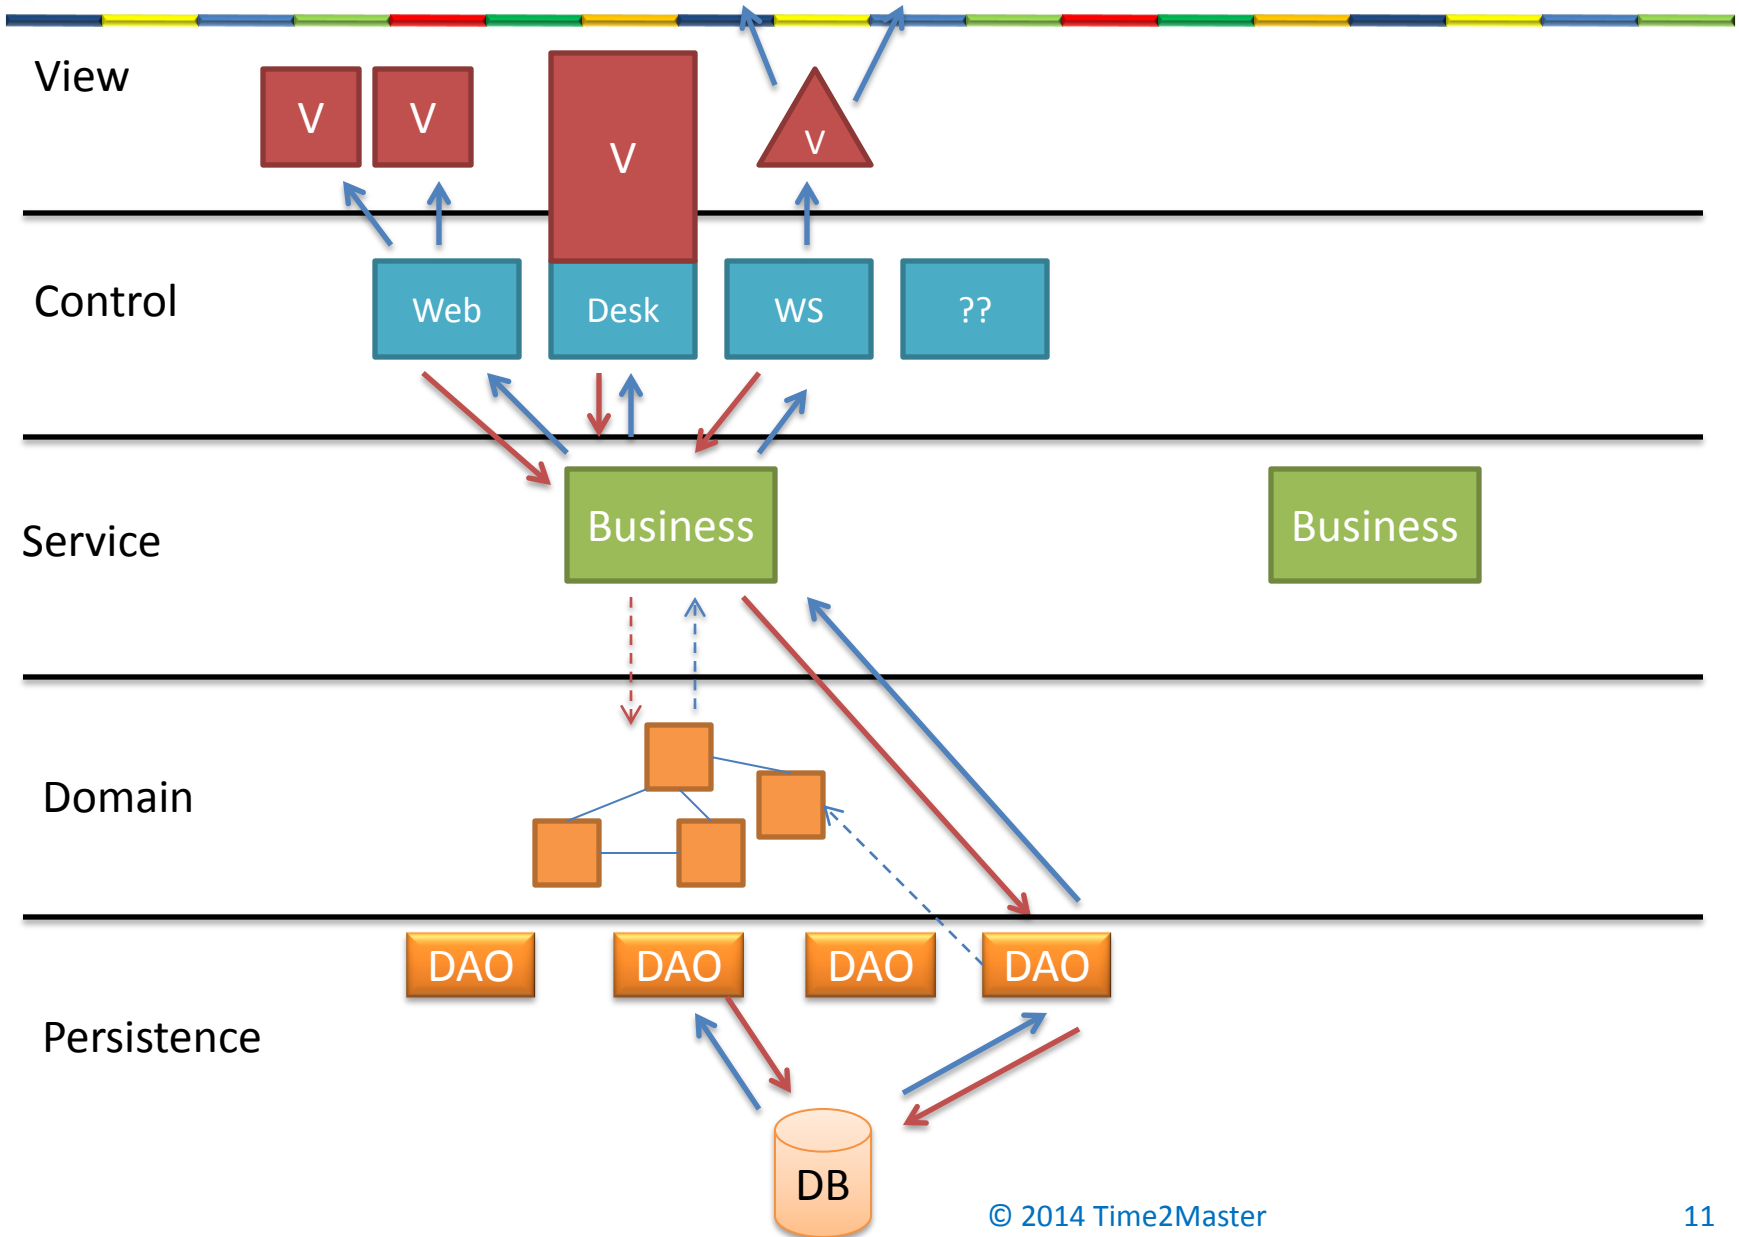 View
V
V
V
V
Control
Web
Desk
WS
??
Service
Business
Business
Domain
DAO
DAO
DAO
DAO
Persistence
DB
© 2014 Time2Master
11